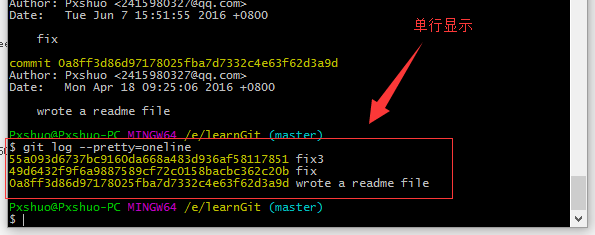 Author: Pxshuo <2415980327@qq.com>
Date:   Tue Jun 7 15:51:55 2016 +0800
单行显示
fix
commit 0a8ff3d86d97178025fba7d7332c4e63f62d3a9d
Author: Pxshuo <2415980327@qq.com>
Date:   Mon Apr 18 09:25:06 2016 +0800
wrote a readme file
Pxshuo@Pxshuo-PC MINGW64 /e/learnGit (master)
$ git log --pretty=oneline
55a093d6737bc9160da668a483d936af58117851 fix3
49d6432f9f6a9887589cf72c0158bacbc362c20b fix
0a8ff3d86d97178025fba7d7332c4e63f62d3a9d wrote a readme file
Pxshuo@Pxshuo-PC MINGW64 /e/learnGit (master)
$